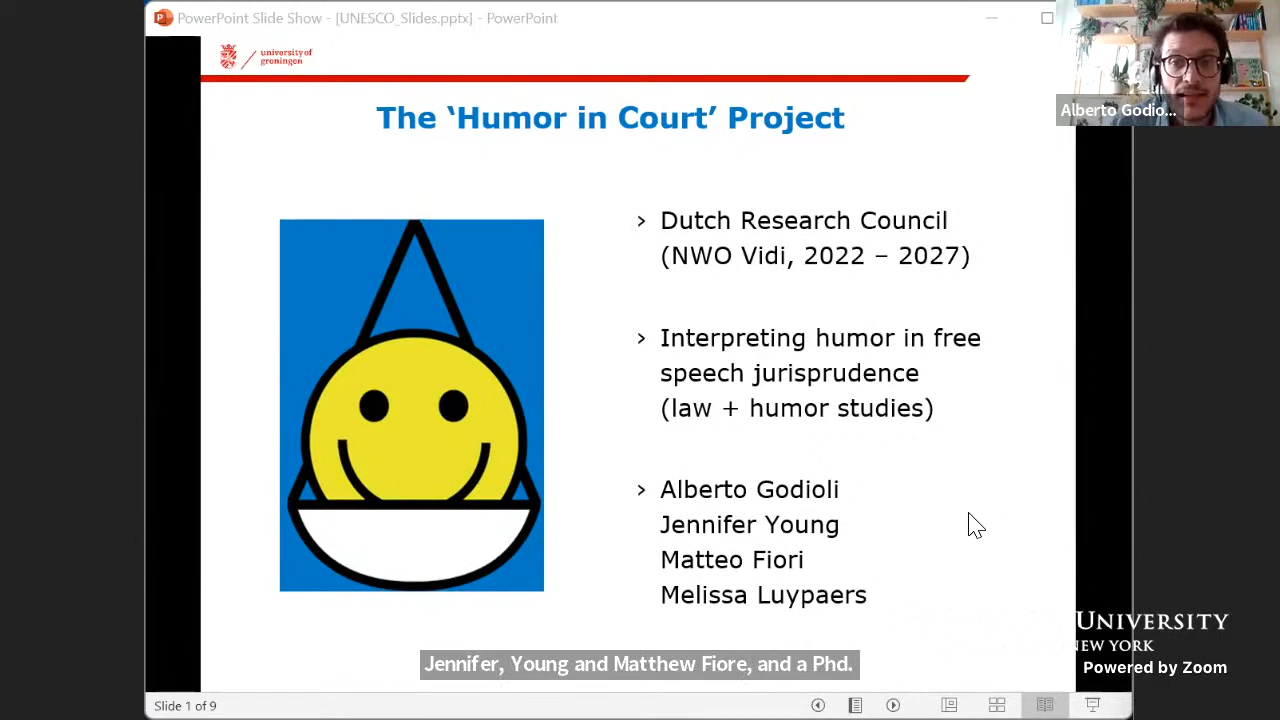 PowerPoint Slide Show - [UNESCO_Slides.pptx] - PowerPoint
university of
groningen
Alberto Godio...
The ‘Humor in Court’ Project
› Dutch Research Council
(NWO Vidi, 2022 – 2027)
› Interpreting humor in free
speech jurisprudence
(law + humor studies)
› Alberto Godioli
Jennifer Young
Matteo Fiori
Melissa Luypaers
UNIVERSITY
NEW YORK
Powered by Zoom
Jennifer, Young and Matthew Fiore, and a Phd.
Slide 1 of 9